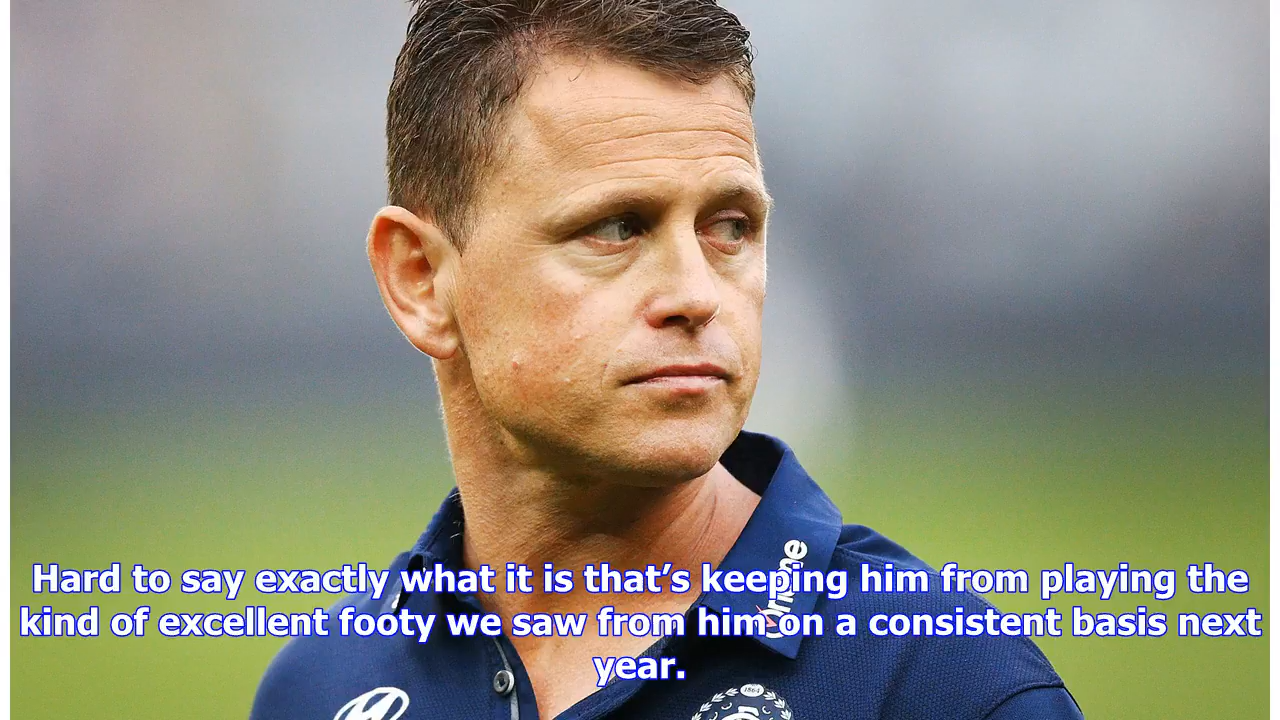 Hard to say exactly what it is that’s keeping him from playing the
kind of excellent footy we saw from him on a consistent basis next
year.
1864